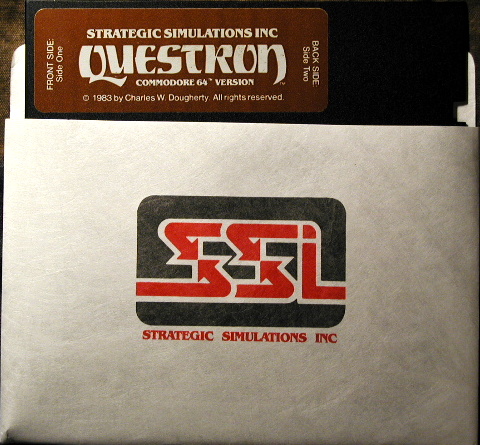 STRATEGIC SIMULATIONS INC
QUESTRON
COMMODORE 64™ VERSION
© 1983 by Charles W. Dougherty. All rights reserved.
FRONT SIDE:
Side One
BACK SIDE:
Side Two
SSI
STRATEGIC SIMULATIONS INC